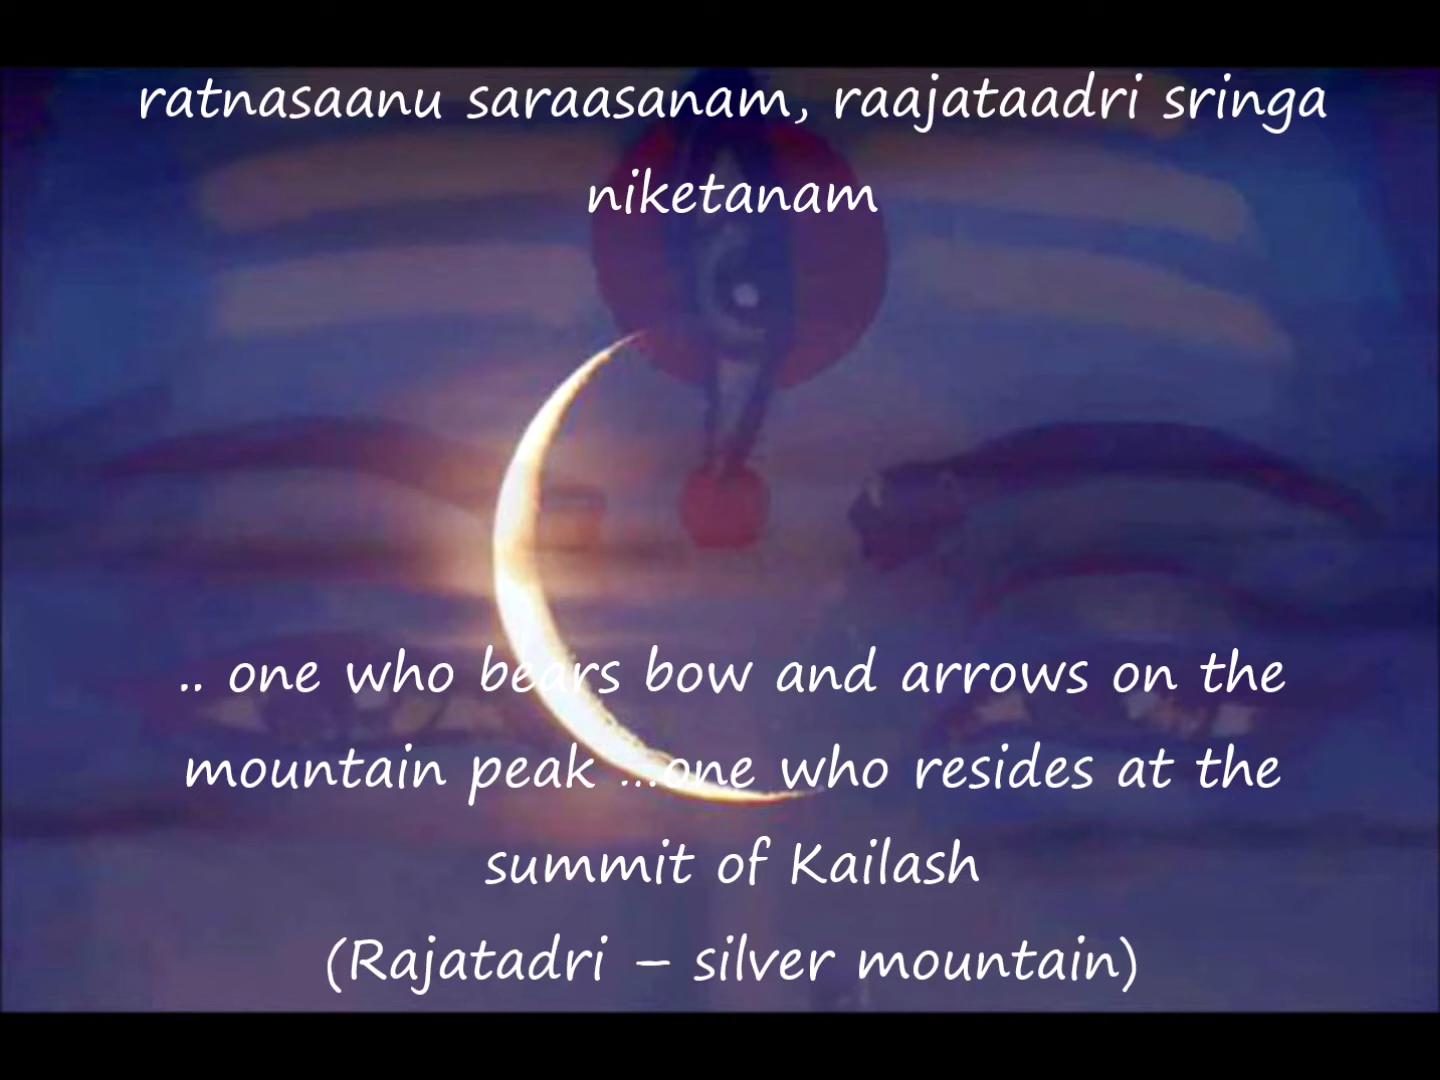 ratnasaanu saraasanam, raajataadri sringa
niketanam
.. one who bears bow and arrows on the
mountain peak ...one who resides at the
summit of Kailash
(Rajatadri – silver mountain)